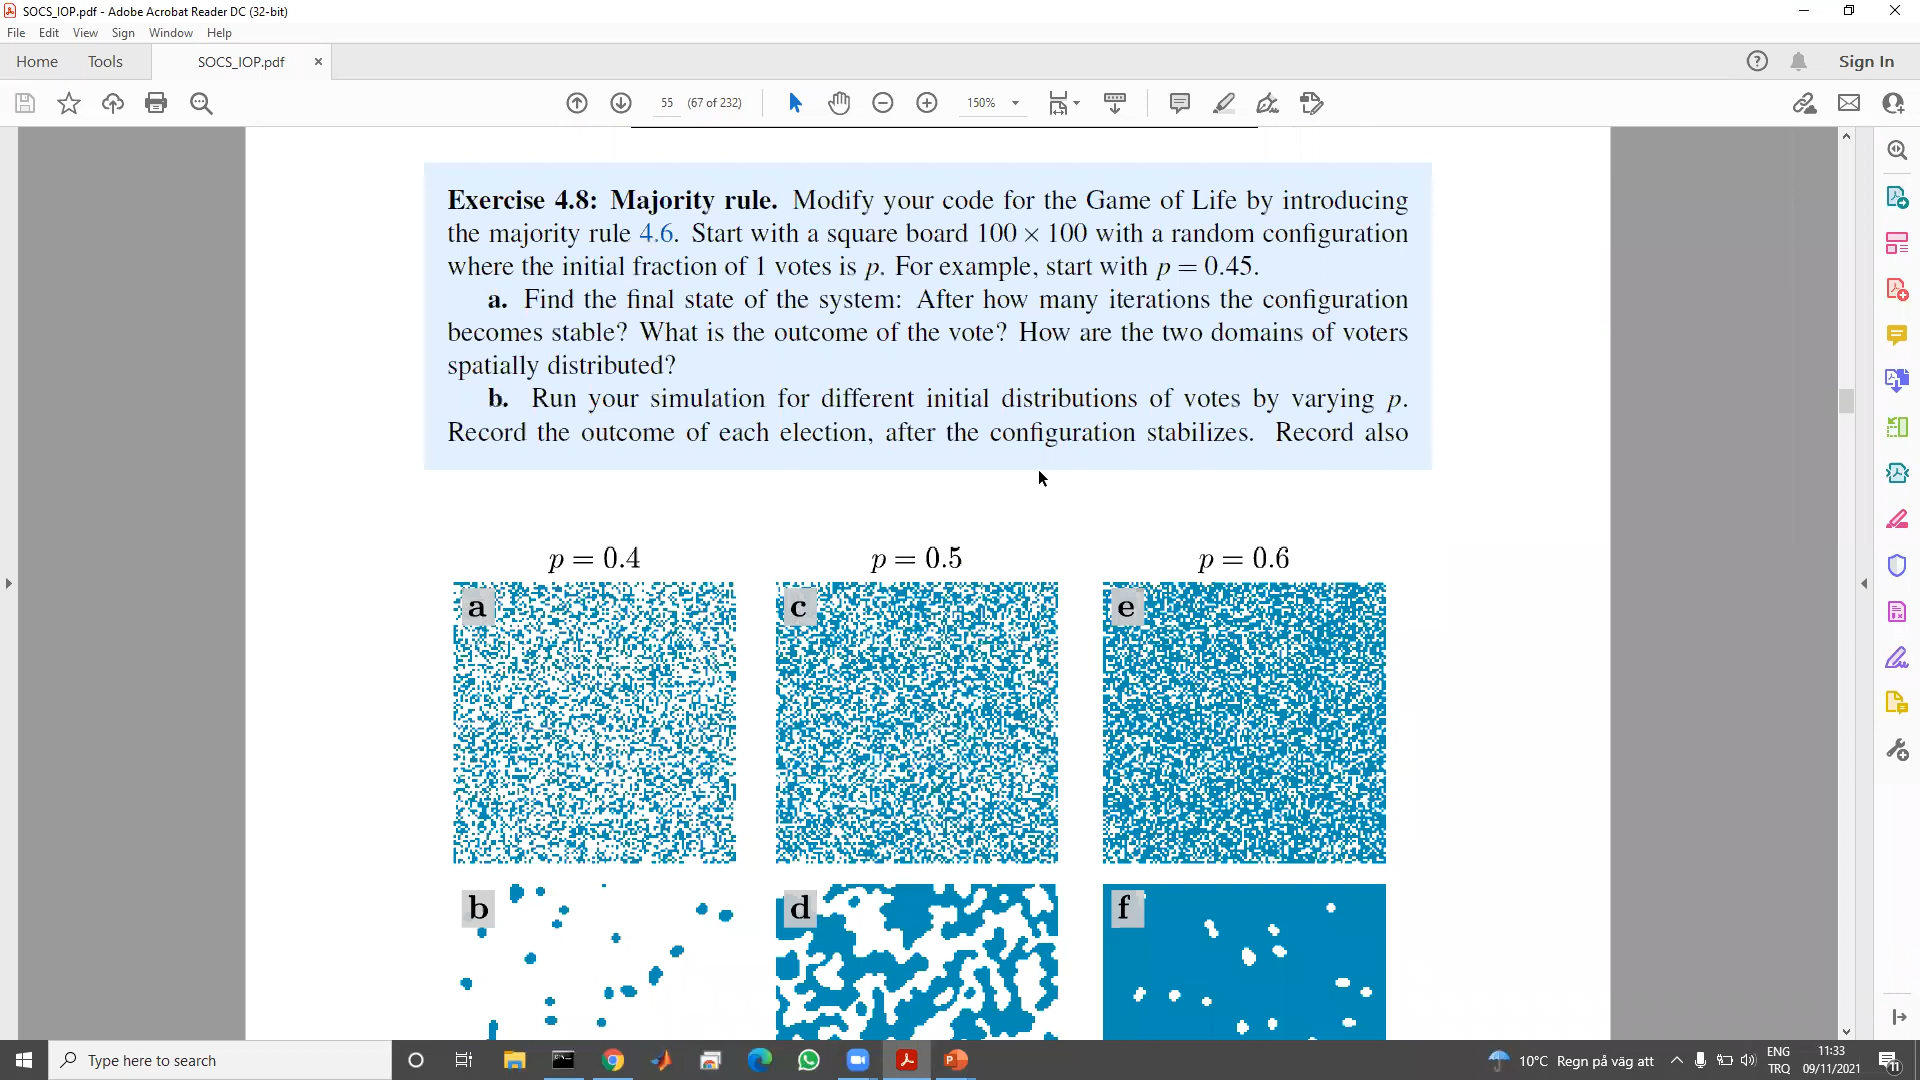 SOCS_IOP.pdf - Adobe Acrobat Reader DC (32-bit)
File Edit View Sign Window Help
Home Tools SOCS_IOP.pdf × Sign In
55 (67 of 232) 150%
Exercise 4.8: Majority rule. Modify your code for the Game of Life by introducing
the majority rule 4.6. Start with a square board 100 × 100 with a random configuration
where the initial fraction of 1 votes is p. For example, start with p = 0.45.
a. Find the final state of the system: After how many iterations the configuration
becomes stable? What is the outcome of the vote? How are the two domains of voters
spatially distributed?
b. Run your simulation for different initial distributions of votes by varying p.
Record the outcome of each election, after the configuration stabilizes. Record also
p = 0.4 p = 0.5 p = 0.6
a c e
b d f
Type here to search
10°C Regn på väg att
ENG
TRQ
11:33
09/11/2021
11